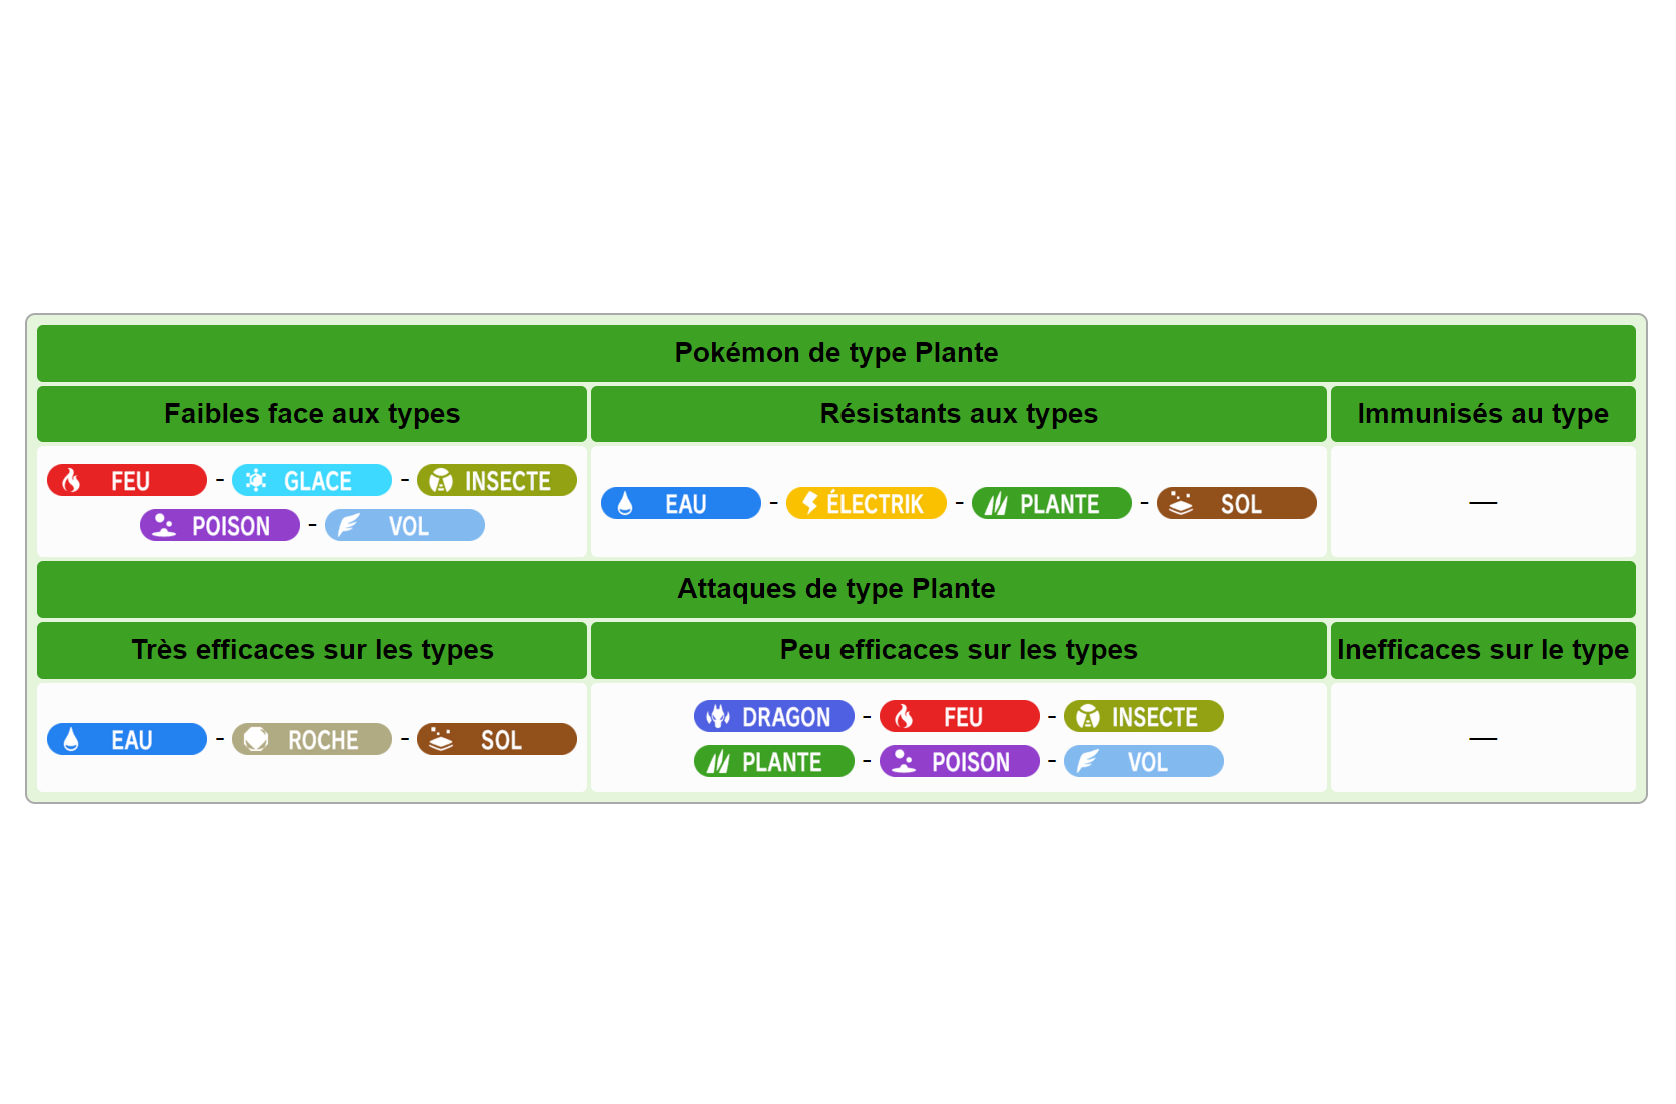 Pokémon de type Plante
Faibles face aux types Résistants aux types Immunisés au type
FEU - GLACE - INSECTE
POISON - VOL
EAU - ÉLECTRIK - PLANTE - SOL
—
Attaques de type Plante
Très efficaces sur les types Peu efficaces sur les types Inefficaces sur le type
EAU - ROCHE - SOL
DRAGON - FEU - INSECTE
PLANTE - POISON - VOL
—